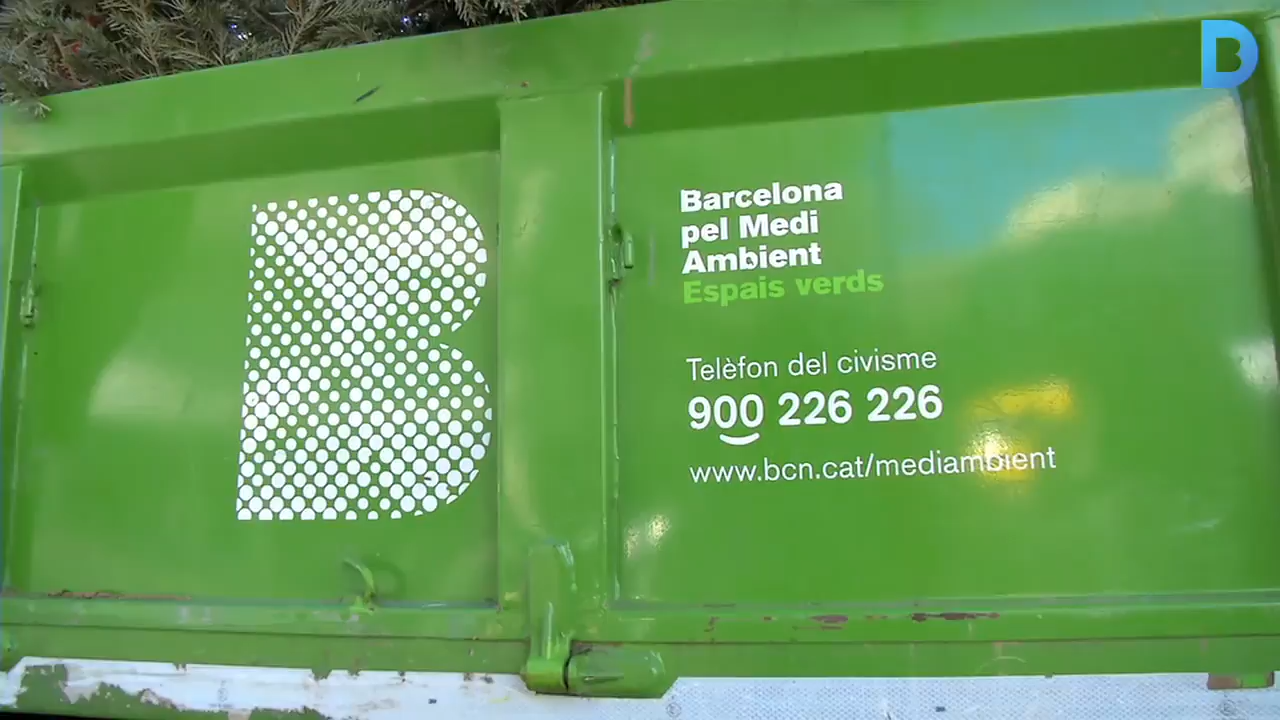 B
B
Barcelona
pel Medi
Ambient
Espais verds
Telèfon del civisme
900 226 226
www.bcn.cat/mediambient